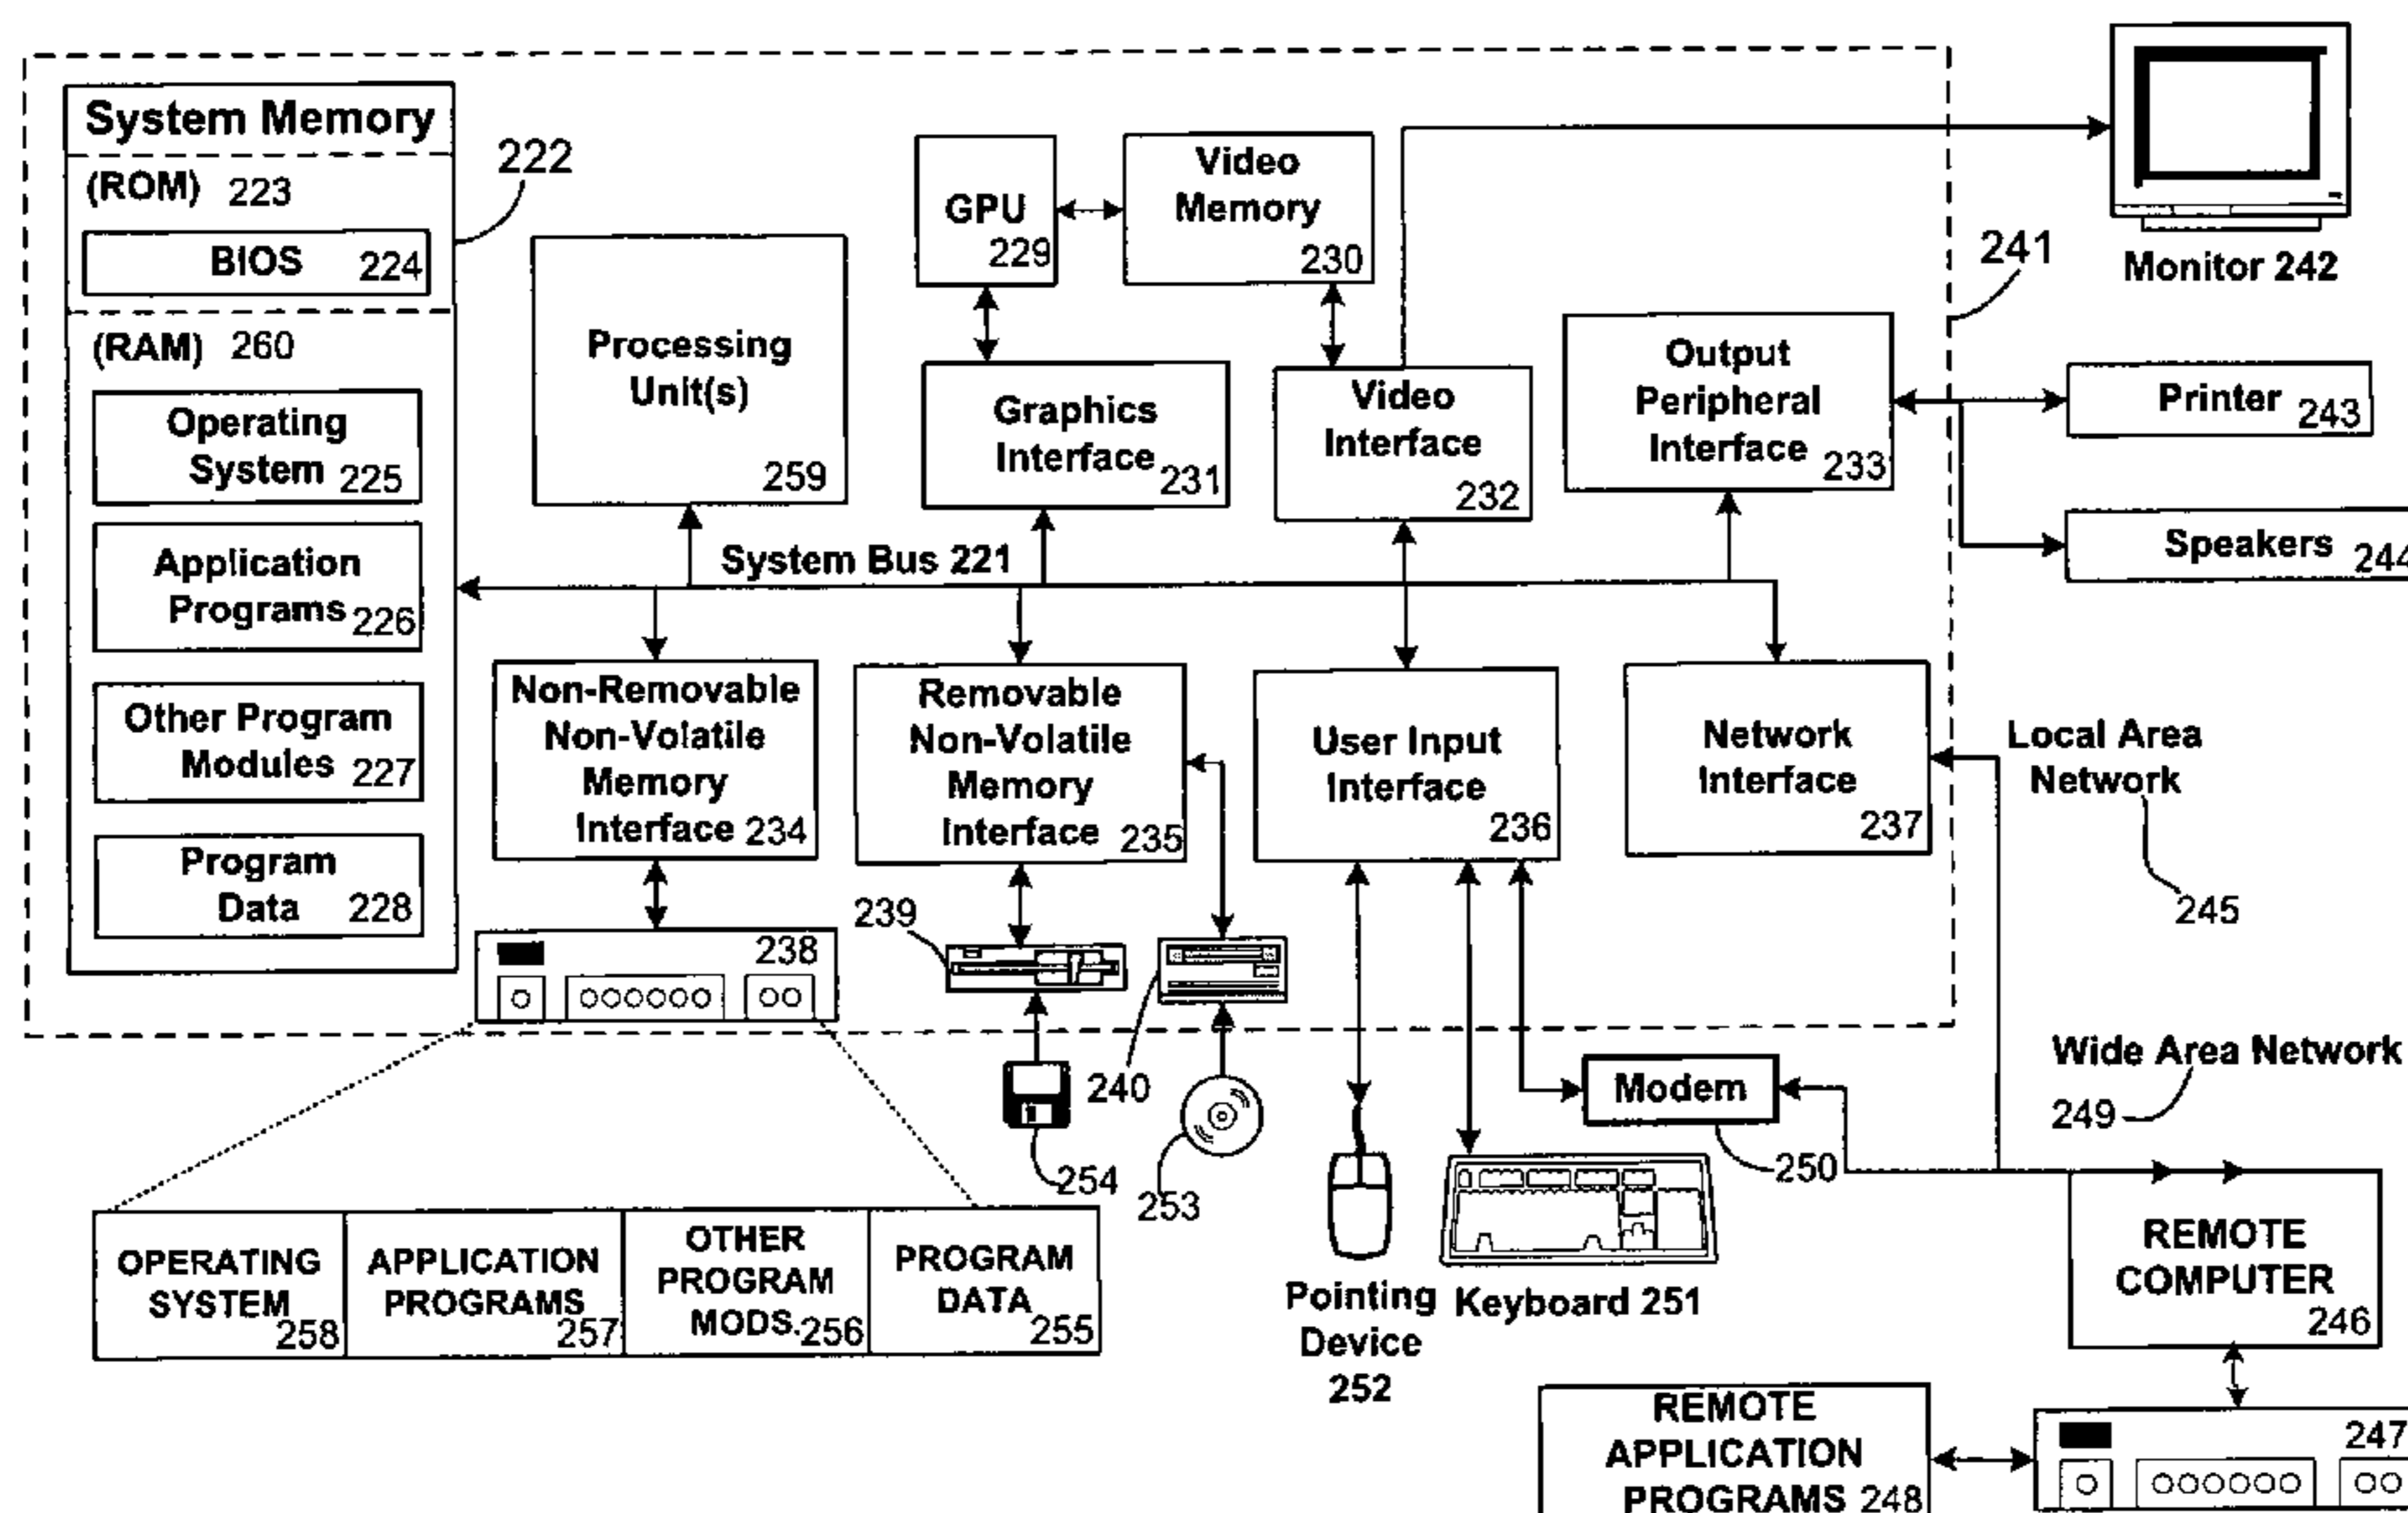 System Memory
(ROM) 223
BIOS 224
(RAM) 260
Operating
System 225
Application
Programs 226
Other Program
Modules 227
Program
Data 228
222
Processing
Unit(s)
259
GPU
229
Video
Memory
230
Graphics
Interface 231
Video
Interface
232
Output
Peripheral
Interface 233
241
Monitor 242
Printer 243
Speakers 244
System Bus 221
Non-Removable
Non-Volatile
Memory
Interface 234
Removable
Non-Volatile
Memory
Interface 235
User Input
Interface
236
Network
Interface
237
Local Area
Network
245
238
239
240
254
253
Modem
250
Wide Area Network
249
OPERATING
SYSTEM
258
APPLICATION
PROGRAMS
257
OTHER
PROGRAM
MODS. 256
PROGRAM
DATA
255
Pointing
Device
252
Keyboard 251
REMOTE
COMPUTER
246
REMOTE
APPLICATION
PROGRAMS 248
247